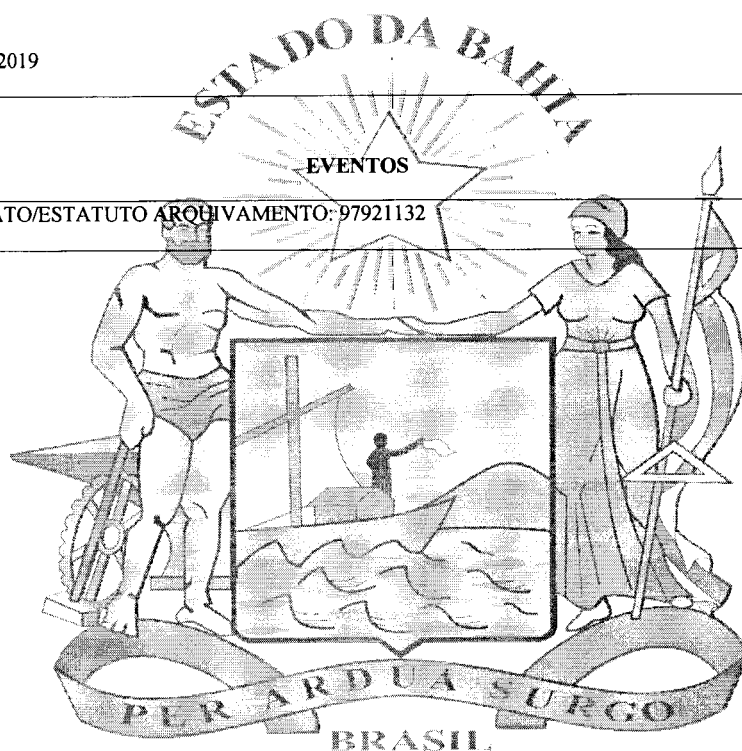 2019
ESTADO DA BAHIA
EVENTOS
ATO/ESTATUTO ARQUIVAMENTO: 97921132
PER ARDUA SURGO
BRASIL